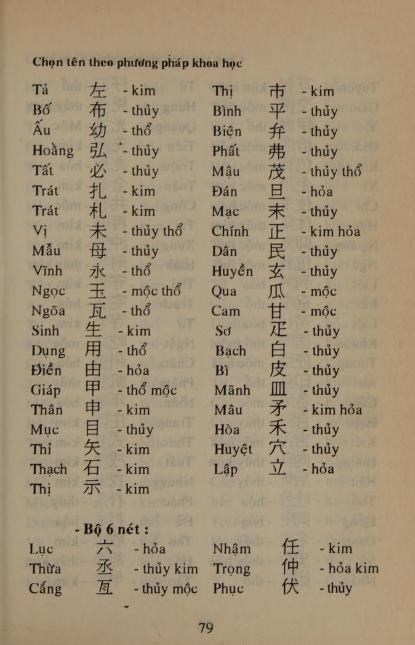 Chọn tên theo phương pháp khoa học
Tả 左 - kim
Bố 布 - thủy
Ấu 幼 - thổ
Hoằng 弘 - thủy
Tất 必 - thủy
Trát 扎 - kim
Trát 札 - kim
Vị 未 - thủy thổ
Mẫu 母 - thủy
Vĩnh 永 - thổ
Ngọc 玉 - mộc thổ
Ngõa 瓦 - thổ
Sinh 生 - kim
Dụng 用 - thổ
Điền 由 - hỏa
Giáp 甲 - thổ mộc
Thân 申 - kim
Mục 目 - thủy
Thỉ 矢 - kim
Thạch 石 - kim
Thị 示 - kim
Thị 市 - kim
Bình 平 - thủy
Biện 弁 - thủy
Phất 弗 - thủy
Mậu 茂 - thủy thổ
Đán 旦 - hỏa
Mạc 末 - thủy
Chính 正 - kim hỏa
Dân 民 - thủy
Huyền 玄 - thủy
Qua 瓜 - mộc
Cam 甘 - mộc
Sơ 疋 - thủy
Bạch 白 - thủy
Bì 皮 - thủy
Mãnh 皿 - thủy
Mâu 矛 - kim hỏa
Hòa 禾 - thủy
Huyệt 穴 - thủy
Lập 立 - hỏa
- Bộ 6 nét :
Lục 六 - hỏa
Thừa 丞 - thủy kim
Cắng 亙 - thủy mộc
Nhậm 任 - kim
Trọng 仲 - hỏa kim
Phục 伏 - thủy
79